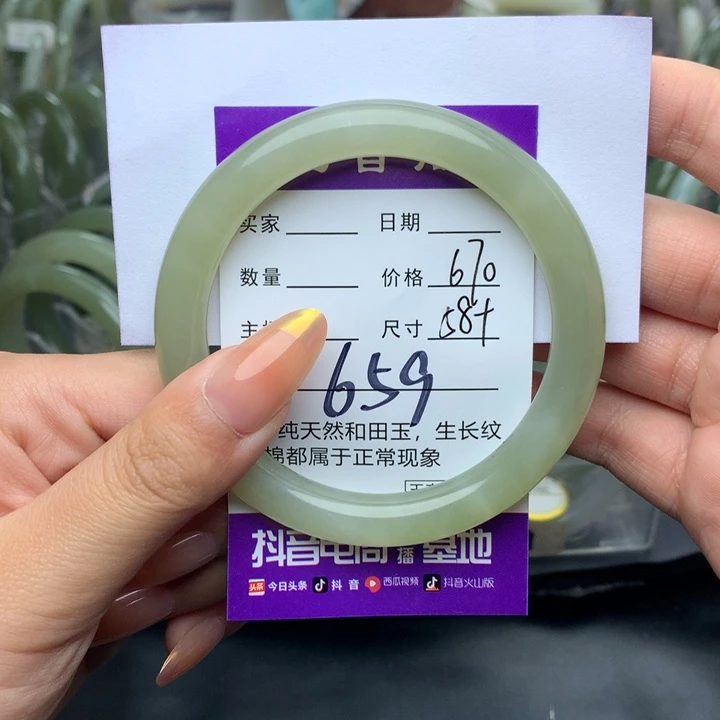 买家 日期
数量 价格 670
尺寸 58+
659
纯天然和田玉，生长纹
棉都属于正常现象
抖音电商 播 基地
头条 今日头条 抖音 西瓜视频 抖音火山版